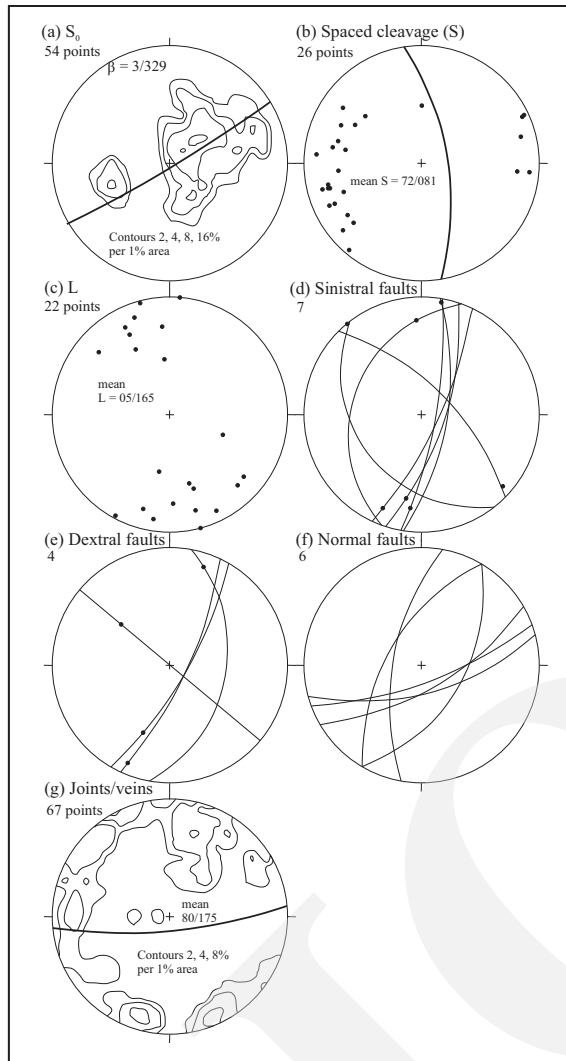 (a) S₀
54 points
β = 3/329
Contours 2, 4, 8, 16%
per 1% area
(b) Spaced cleavage (S)
26 points
mean S = 72/081
(c) L
22 points
mean
L = 05/165
(d) Sinistral faults
7
(e) Dextral faults
4
(f) Normal faults
6
(g) Joints/veins
67 points
mean
80/175
Contours 2, 4, 8%
per 1% area